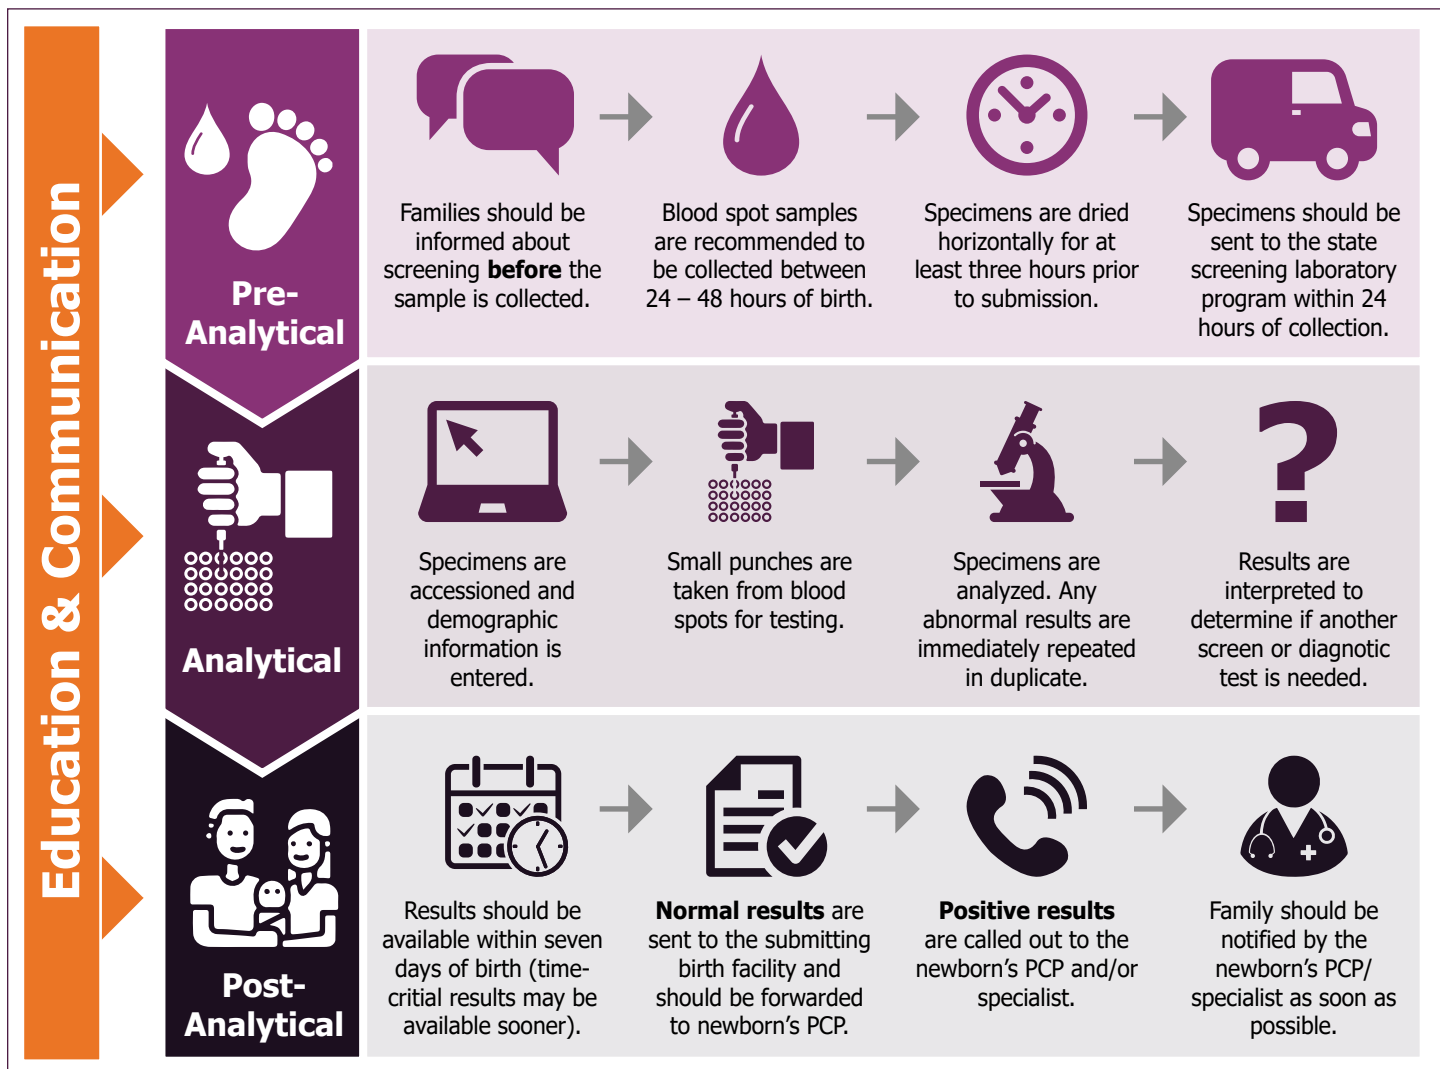 Education & Communication
Pre-
Analytical
Families should be
informed about
screening before the
sample is collected.
Blood spot samples
are recommended to
be collected between
24 – 48 hours of birth.
Specimens are dried
horizontally for at
least three hours prior
to submission.
Specimens should be
sent to the state
screening laboratory
program within 24
hours of collection.
Analytical
Specimens are
accessioned and
demographic
information is
entered.
Small punches are
taken from blood
spots for testing.
Specimens are
analyzed. Any
abnormal results are
immediately repeated
in duplicate.
Results are
interpreted to
determine if another
screen or diagnotic
test is needed.
Post-
Analytical
Results should be
available within seven
days of birth (time-
critial results may be
available sooner).
Normal results are
sent to the submitting
birth facility and
should be forwarded
to newborn’s PCP.
Positive results
are called out to the
newborn’s PCP and/or
specialist.
Family should be
notified by the
newborn’s PCP/
specialist as soon as
possible.